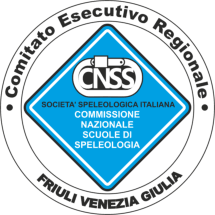 • Comitato Esecutivo Regionale •
CNSS
SOCIETA' SPELEOLOGICA ITALIANA
COMMISSIONE
NAZIONALE
SCUOLE DI
SPELEOLOGIA
FRIULI VENEZIA GIULIA